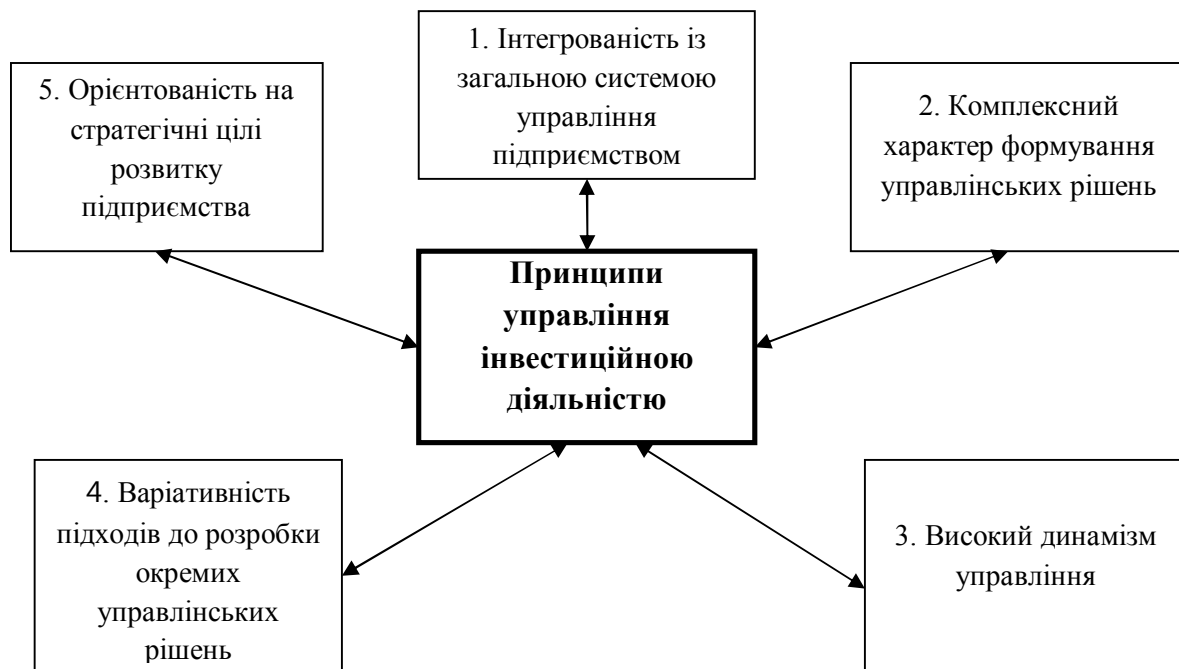 1. Інтегрованість із
загальною системою
управління
підприємством
2. Комплексний
характер формування
управлінських рішень
3. Високий динамізм
управління
4. Варіативність
підходів до розробки
окремих
управлінських
рішень
5. Орієнтованість на
стратегічні цілі
розвитку
підприємства
Принципи
управління
інвестиційною
діяльністю